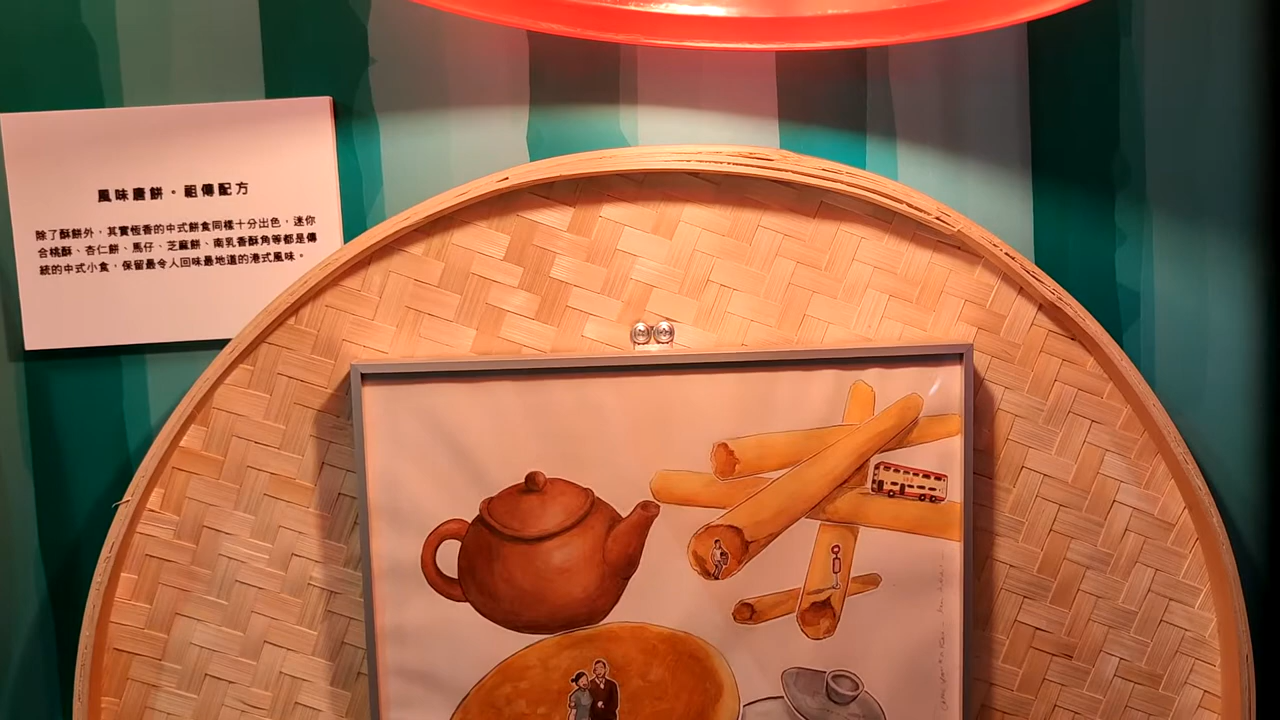 風味唐餅。祖傳配方
除了酥餅外，其實恆香的中式餅食同樣十分出色，迷你
合桃酥、杏仁餅、馬仔、芝麻餅、南乳香酥角等都是傳
統的中式小食，保留最令人回味最地道的港式風味。